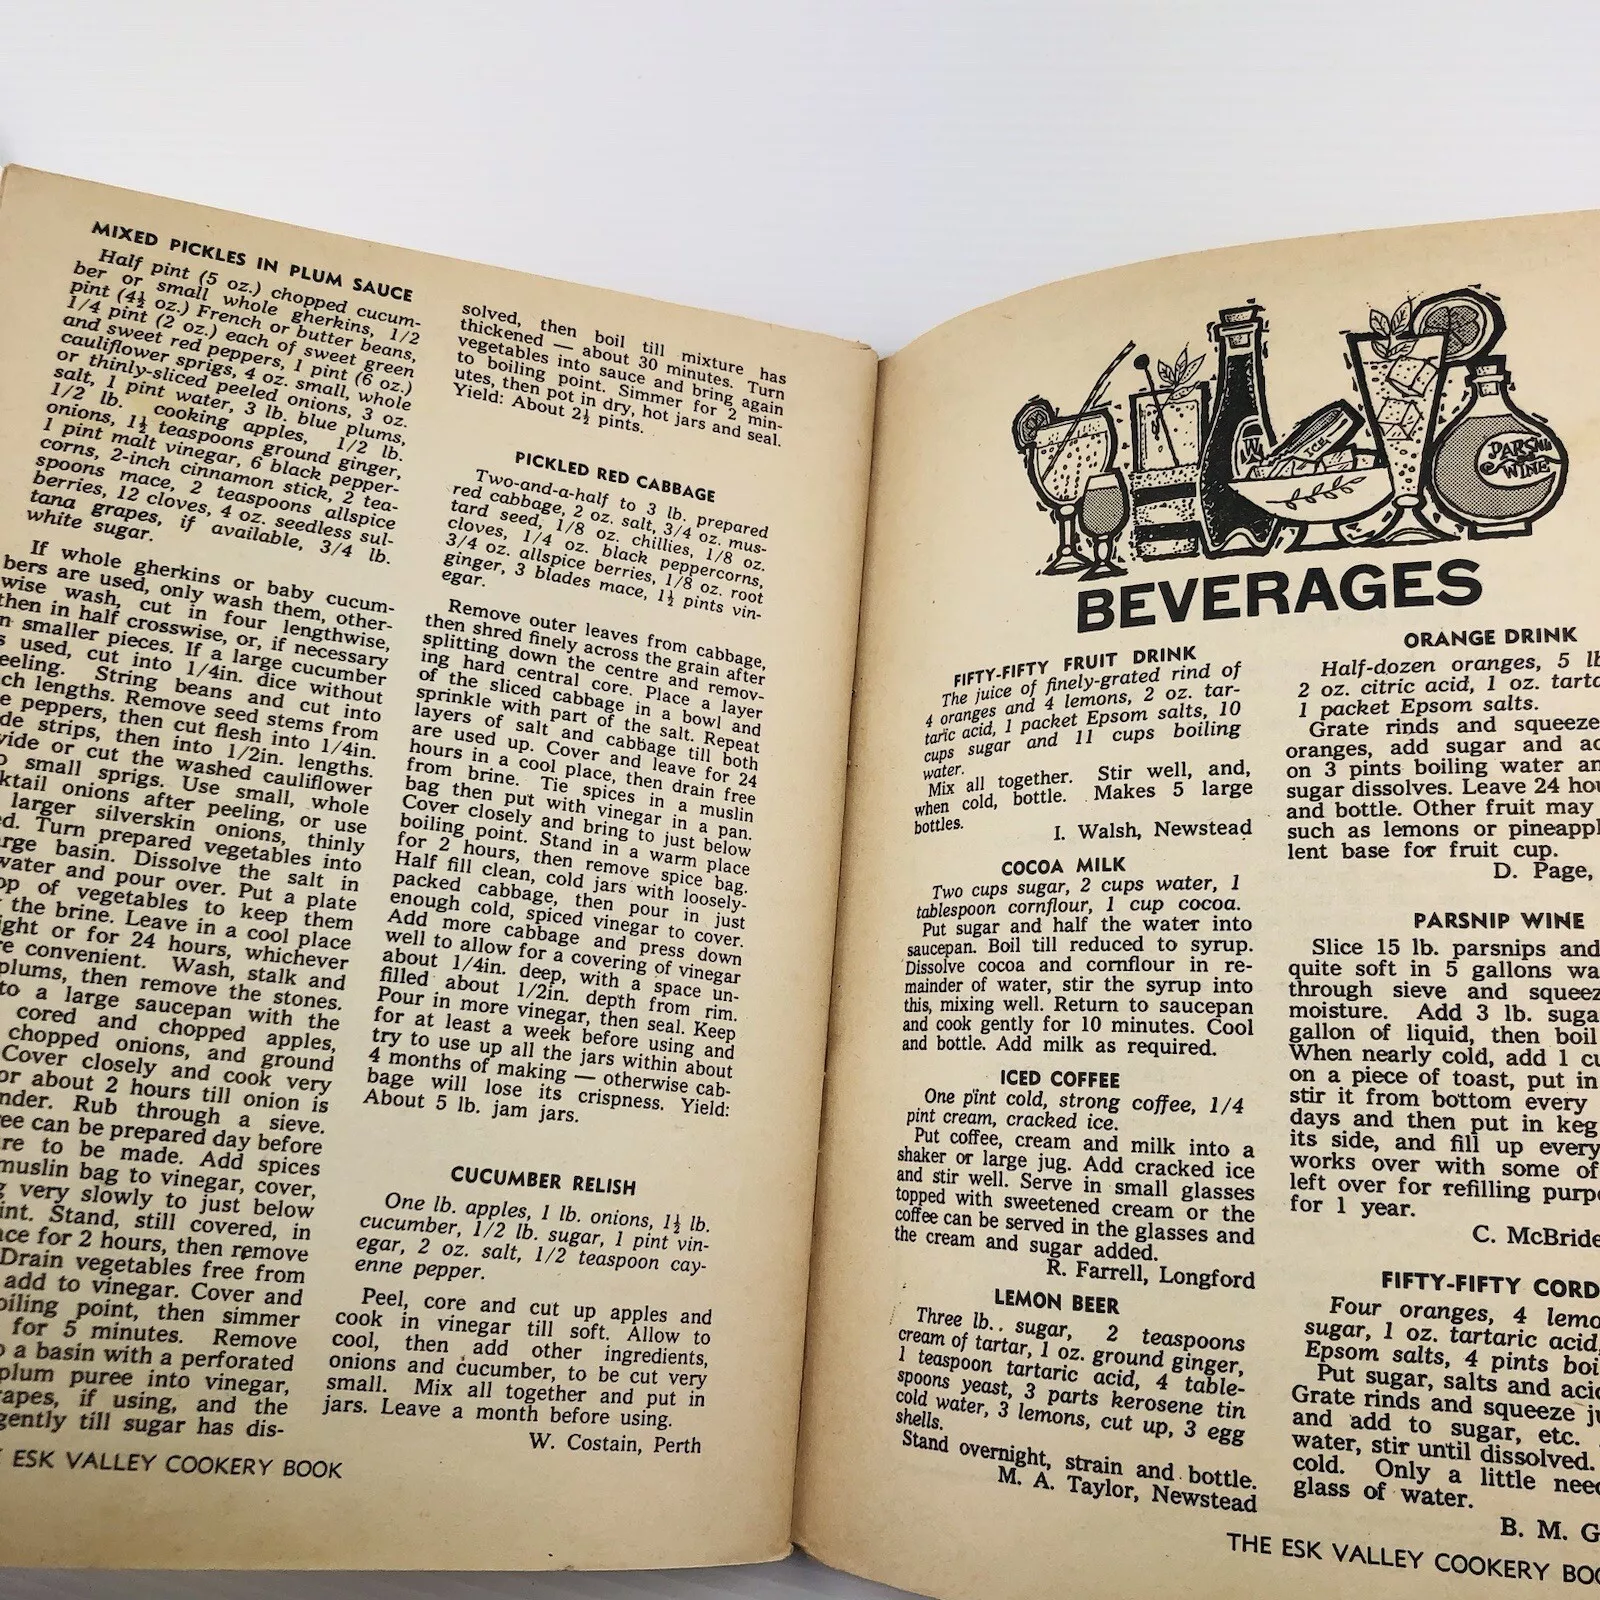 MIXED PICKLES IN PLUM SAUCE
Half pint (5 oz.) chopped cucum-
ber or small whole gherkins, 1/2
pint (4½ oz.) French or butter beans,
1/4 pint (2 oz.) each of sweet green
and sweet red peppers, 1 pint (6 oz.)
cauliflower sprigs, 4 oz. small, whole
or thinly-sliced peeled onions, 3 oz.
salt, 1 pint water, 3 lb. blue plums,
1/2 lb. cooking apples, 1/2 lb.
onions, 1½ teaspoons ground ginger,
1 pint malt vinegar, 6 black pepper-
corns, 2-inch cinnamon stick, 2 tea-
spoons mace, 2 teaspoons allspice
berries, 12 cloves, 4 oz. seedless sul-
tana grapes, if available, 3/4 lb.
white sugar.
If whole gherkins or baby cucum-
bers are used, only wash them, other-
wise wash, cut in four lengthwise,
then in half crosswise, or, if necessary
smaller pieces. If a large cucumber
used, cut into 1/4in. dice without
eeling. String beans and cut into
ch lengths. Remove seed stems from
peppers, then cut flesh into 1/4in.
de strips, then into 1/2in. lengths.
vide or cut the washed cauliflower
small sprigs. Use small, whole
ktail onions after peeling, or use
larger silverskin onions, thinly
ed. Turn prepared vegetables into
arge basin. Dissolve the salt in
water and pour over. Put a plate
op of vegetables to keep them
the brine. Leave in a cool place
ight or for 24 hours, whichever
re convenient. Wash, stalk and
plums, then remove the stones.
to a large saucepan with the
cored and chopped apples,
chopped onions, and ground
Cover closely and cook very
or about 2 hours till onion is
nder. Rub through a sieve.
ee can be prepared day before
are to be made. Add spices
muslin bag to vinegar, cover,
g very slowly to just below
int. Stand, still covered, in
ace for 2 hours, then remove
Drain vegetables free from
add to vinegar. Cover and
oiling point, then simmer
for 5 minutes. Remove
o a basin with a perforated
plum puree into vinegar,
apes, if using, and the
gently till sugar has dis-
ESK VALLEY COOKERY BOOK
solved, then boil till mixture has
thickened — about 30 minutes. Turn
vegetables into sauce and bring again
to boiling point. Simmer for 2 min-
utes, then pot in dry, hot jars and seal.
Yield: About 2½ pints.
PICKLED RED CABBAGE
Two-and-a-half to 3 lb. prepared
red cabbage, 2 oz. salt, 3/4 oz. mus-
tard seed, 1/8 oz. chillies, 1/8 oz.
cloves, 1/4 oz. black peppercorns,
3/4 oz. allspice berries, 1/8 oz. root
ginger, 3 blades mace, 1½ pints vin-
egar.
Remove outer leaves from cabbage,
then shred finely across the grain after
splitting down the centre and remov-
ing hard central core. Place a layer
of the sliced cabbage in a bowl and
sprinkle with part of the salt. Repeat
layers of salt and cabbage till both
are used up. Cover and leave for 24
hours in a cool place, then drain free
from brine. Tie spices in a muslin
bag then put with vinegar in a pan.
Cover closely and bring to just below
boiling point. Stand in a warm place
for 2 hours, then remove spice bag.
Half fill clean, cold jars with loosely-
packed cabbage, then pour in just
enough cold, spiced vinegar to cover.
Add more cabbage and press down
well to allow for a covering of vinegar
about 1/4in. deep, with a space un-
filled about 1/2in. depth from rim.
Pour in more vinegar, then seal. Keep
for at least a week before using and
try to use up all the jars within about
4 months of making — otherwise cab-
bage will lose its crispness. Yield:
About 5 lb. jam jars.
CUCUMBER RELISH
One lb. apples, 1 lb. onions, 1½ lb.
cucumber, 1/2 lb. sugar, 1 pint vin-
egar, 2 oz. salt, 1/2 teaspoon cay-
enne pepper.
Peel, core and cut up apples and
cook in vinegar till soft. Allow to
cool, then add other ingredients,
onions and cucumber, to be cut very
small. Mix all together and put in
jars. Leave a month before using.
W. Costain, Perth
W
ICE
PARSNIP
WINE
BEVERAGES
FIFTY-FIFTY FRUIT DRINK
The juice of finely-grated rind of
4 oranges and 4 lemons, 2 oz. tar-
taric acid, 1 packet Epsom salts, 10
cups sugar and 11 cups boiling
water.
Mix all together. Stir well, and,
when cold, bottle. Makes 5 large
bottles.
I. Walsh, Newstead
COCOA MILK
Two cups sugar, 2 cups water, 1
tablespoon cornflour, 1 cup cocoa.
Put sugar and half the water into
saucepan. Boil till reduced to syrup.
Dissolve cocoa and cornflour in re-
mainder of water, stir the syrup into
this, mixing well. Return to saucepan
and cook gently for 10 minutes. Cool
and bottle. Add milk as required.
ICED COFFEE
One pint cold, strong coffee, 1/4
pint cream, cracked ice.
Put coffee, cream and milk into a
shaker or large jug. Add cracked ice
and stir well. Serve in small glasses
topped with sweetened cream or the
coffee can be served in the glasses and
the cream and sugar added.
R. Farrell, Longford
LEMON BEER
Three lb.. sugar, 2 teaspoons
cream of tartar, 1 oz. ground ginger,
1 teaspoon tartaric acid, 4 table-
spoons yeast, 3 parts kerosene tin
cold water, 3 lemons, cut up, 3 egg
shells.
Stand overnight, strain and bottle.
M. A. Taylor, Newstead
ORANGE DRINK
Half-dozen oranges, 5 lb
2 oz. citric acid, 1 oz. tarta
1 packet Epsom salts.
Grate rinds and squeeze
oranges, add sugar and ac
on 3 pints boiling water an
sugar dissolves. Leave 24 hou
and bottle. Other fruit may
such as lemons or pineappl
lent base for fruit cup.
D. Page,
PARSNIP WINE
Slice 15 lb. parsnips and
quite soft in 5 gallons wa
through sieve and squeez
moisture. Add 3 lb. suga
gallon of liquid, then boil
When nearly cold, add 1 cu
on a piece of toast, put in
stir it from bottom every
days and then put in keg
its side, and fill up every
works over with some of
left over for refilling purpo
for 1 year.
C. McBride
FIFTY-FIFTY CORD
Four oranges, 4 lemo
sugar, 1 oz. tartaric acid,
Epsom salts, 4 pints boi
Put sugar, salts and acid
Grate rinds and squeeze ju
and add to sugar, etc.
water, stir until dissolved.
cold. Only a little need
glass of water.
B. M. G
THE ESK VALLEY COOKERY BOO